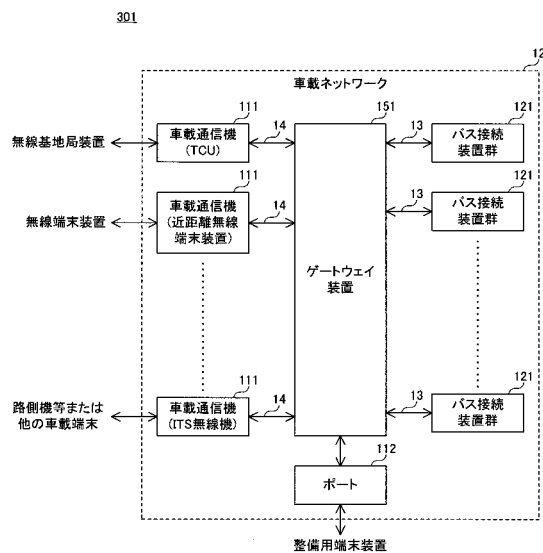 301
12
車載ネットワーク
111
151
121
無線基地局装置
車載通信機
(TCU)
14
13
バス接続
装置群
111
121
無線端末装置
車載通信機
(近距離無線
端末装置)
14
13
バス接続
装置群
ゲートウェイ
装置
111
121
路側機等または
他の車載端末
車載通信機
(ITS無線機)
14
13
バス接続
装置群
112
ポート
整備用端末装置